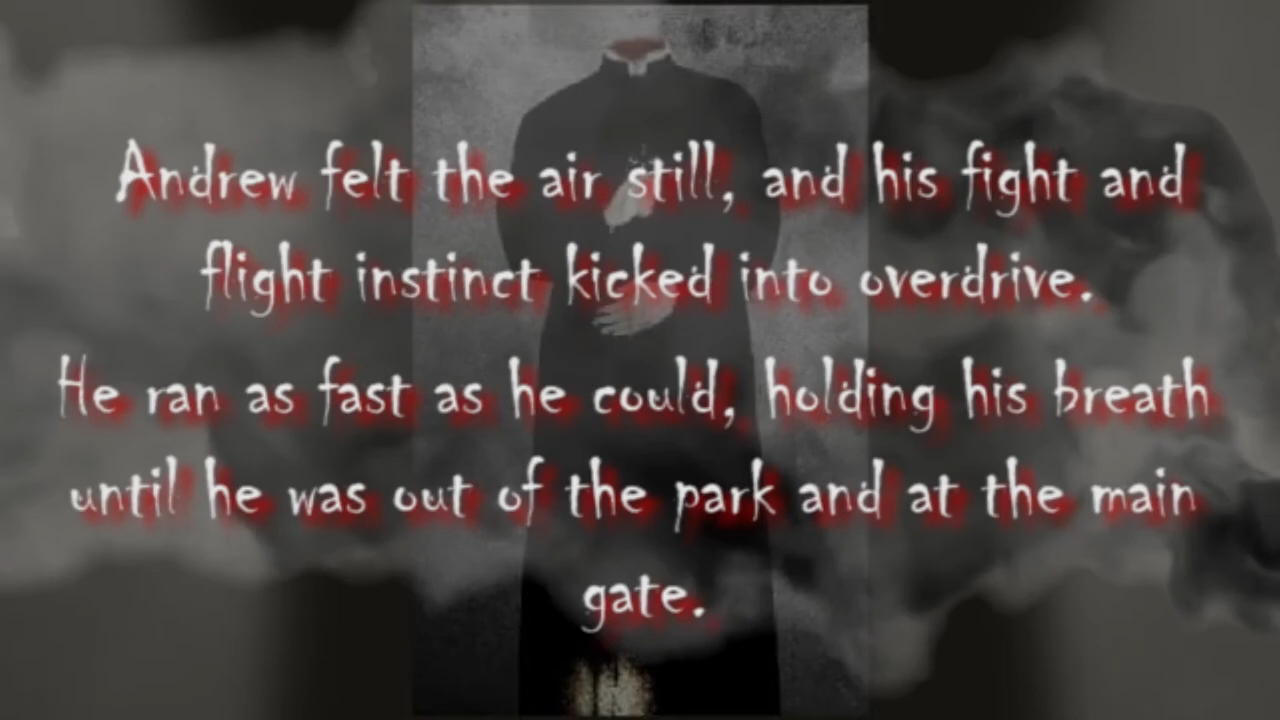 Andrew felt the air still, and his fight and
flight instinct kicked into overdrive.
He ran as fast as he could, holding his breath
until he was out of the park and at the main
gate.